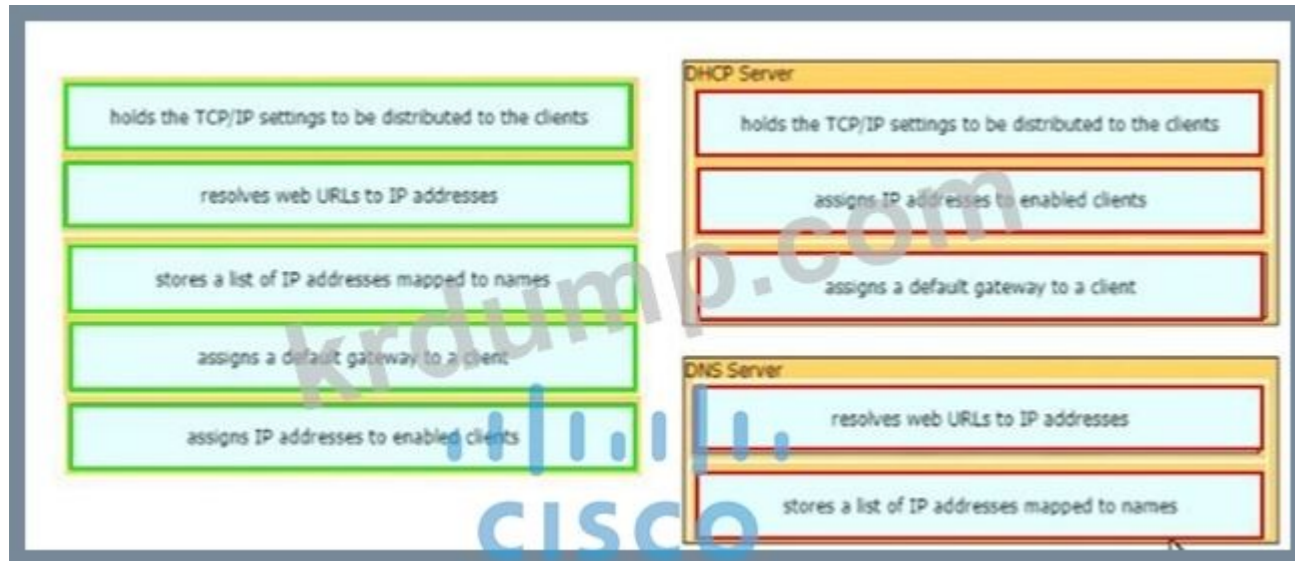 holds the TCP/IP settings to be distributed to the clients
resolves web URLs to IP addresses
stores a list of IP addresses mapped to names
assigns a default gateway to a client
assigns IP addresses to enabled clients
DHCP Server
holds the TCP/IP settings to be distributed to the clients
assigns IP addresses to enabled clients
assigns a default gateway to a client
DNS Server
resolves web URLs to IP addresses
stores a list of IP addresses mapped to names
krdump.com
CISCO